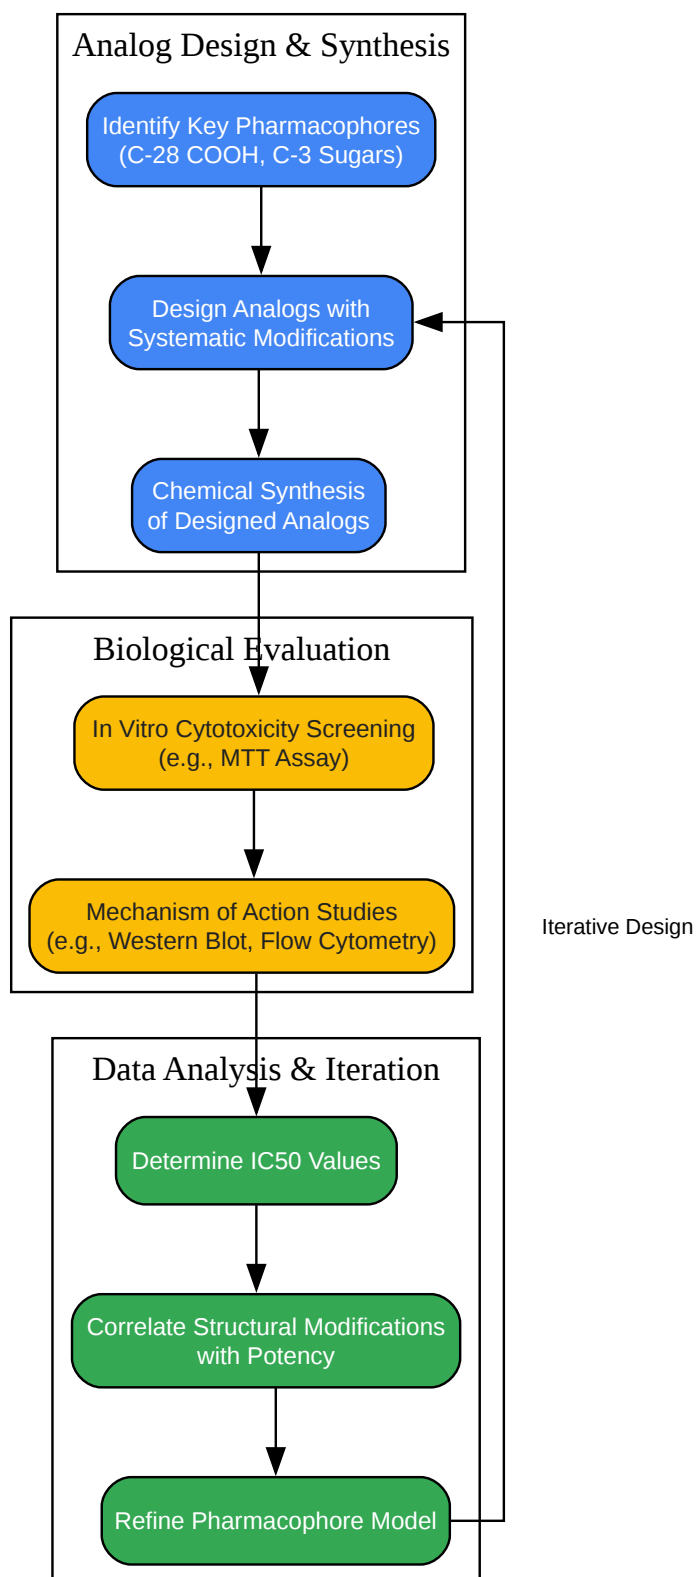 Analog Design & Synthesis
Identify Key Pharmacophores
(C-28 COOH, C-3 Sugars)
Design Analogs with
Systematic Modifications
Chemical Synthesis
of Designed Analogs
Biological Evaluation
In Vitro Cytotoxicity Screening
(e.g., MTT Assay)
Mechanism of Action Studies
(e.g., Western Blot, Flow Cytometry)
Iterative Design
Data Analysis & Iteration
Determine IC50 Values
Correlate Structural Modifications
with Potency
Refine Pharmacophore Model